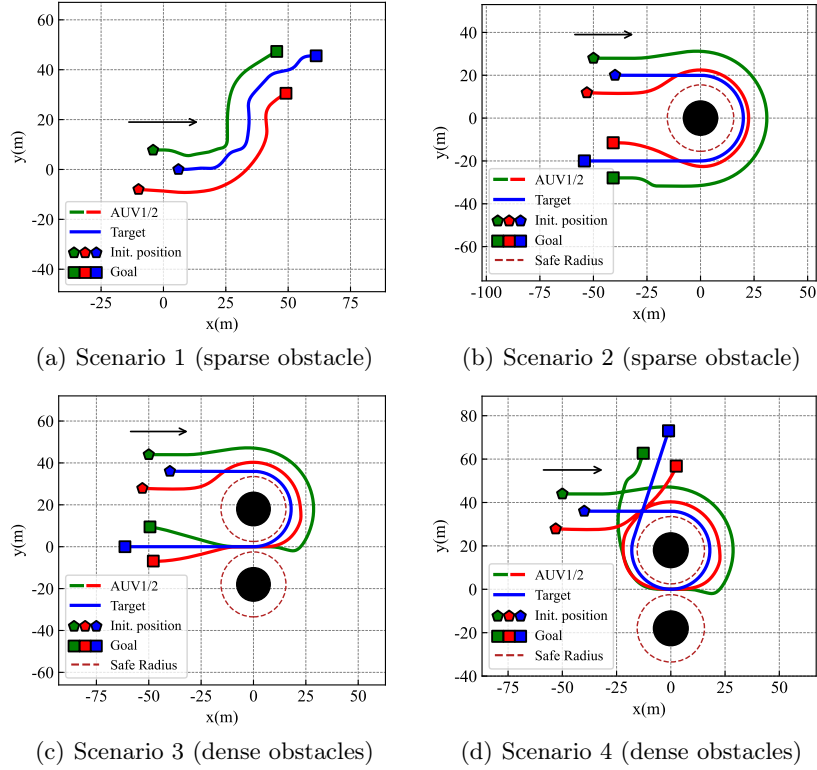 60
40
20
0
-20
-40
y(m)
-25
0
25
50
75
x(m)
AUV1/2
Target
Init. position
Goal
(a) Scenario 1 (sparse obstacle)
40
20
0
-20
-40
-60
y(m)
-100
-75
-50
-25
0
25
50
x(m)
AUV1/2
Target
Init. position
Goal
Safe Radius
(b) Scenario 2 (sparse obstacle)
60
40
20
0
-20
-40
-60
y(m)
-75
-50
-25
0
25
50
x(m)
AUV1/2
Target
Init. position
Goal
Safe Radius
(c) Scenario 3 (dense obstacles)
80
60
40
20
0
-20
-40
y(m)
-75
-50
-25
0
25
50
x(m)
AUV1/2
Target
Init. position
Goal
Safe Radius
(d) Scenario 4 (dense obstacles)